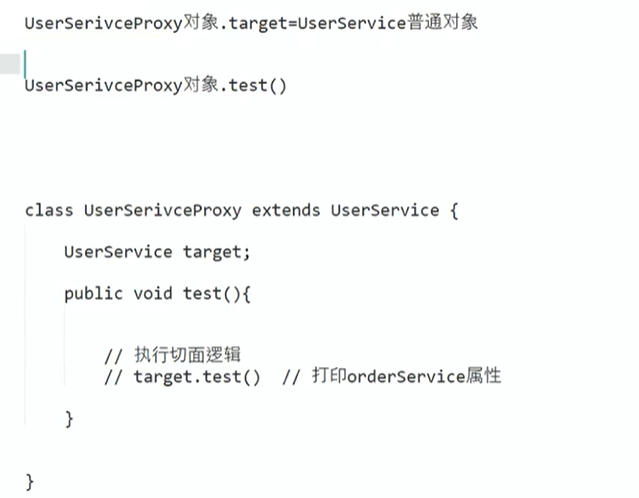 UserSerivceProxy对象.target=UserService普通对象
UserSerivceProxy对象.test()
class UserSerivceProxy extends UserService {
UserService target;
public void test(){
// 执行切面逻辑
// target.test()  // 打印orderService属性
}
}